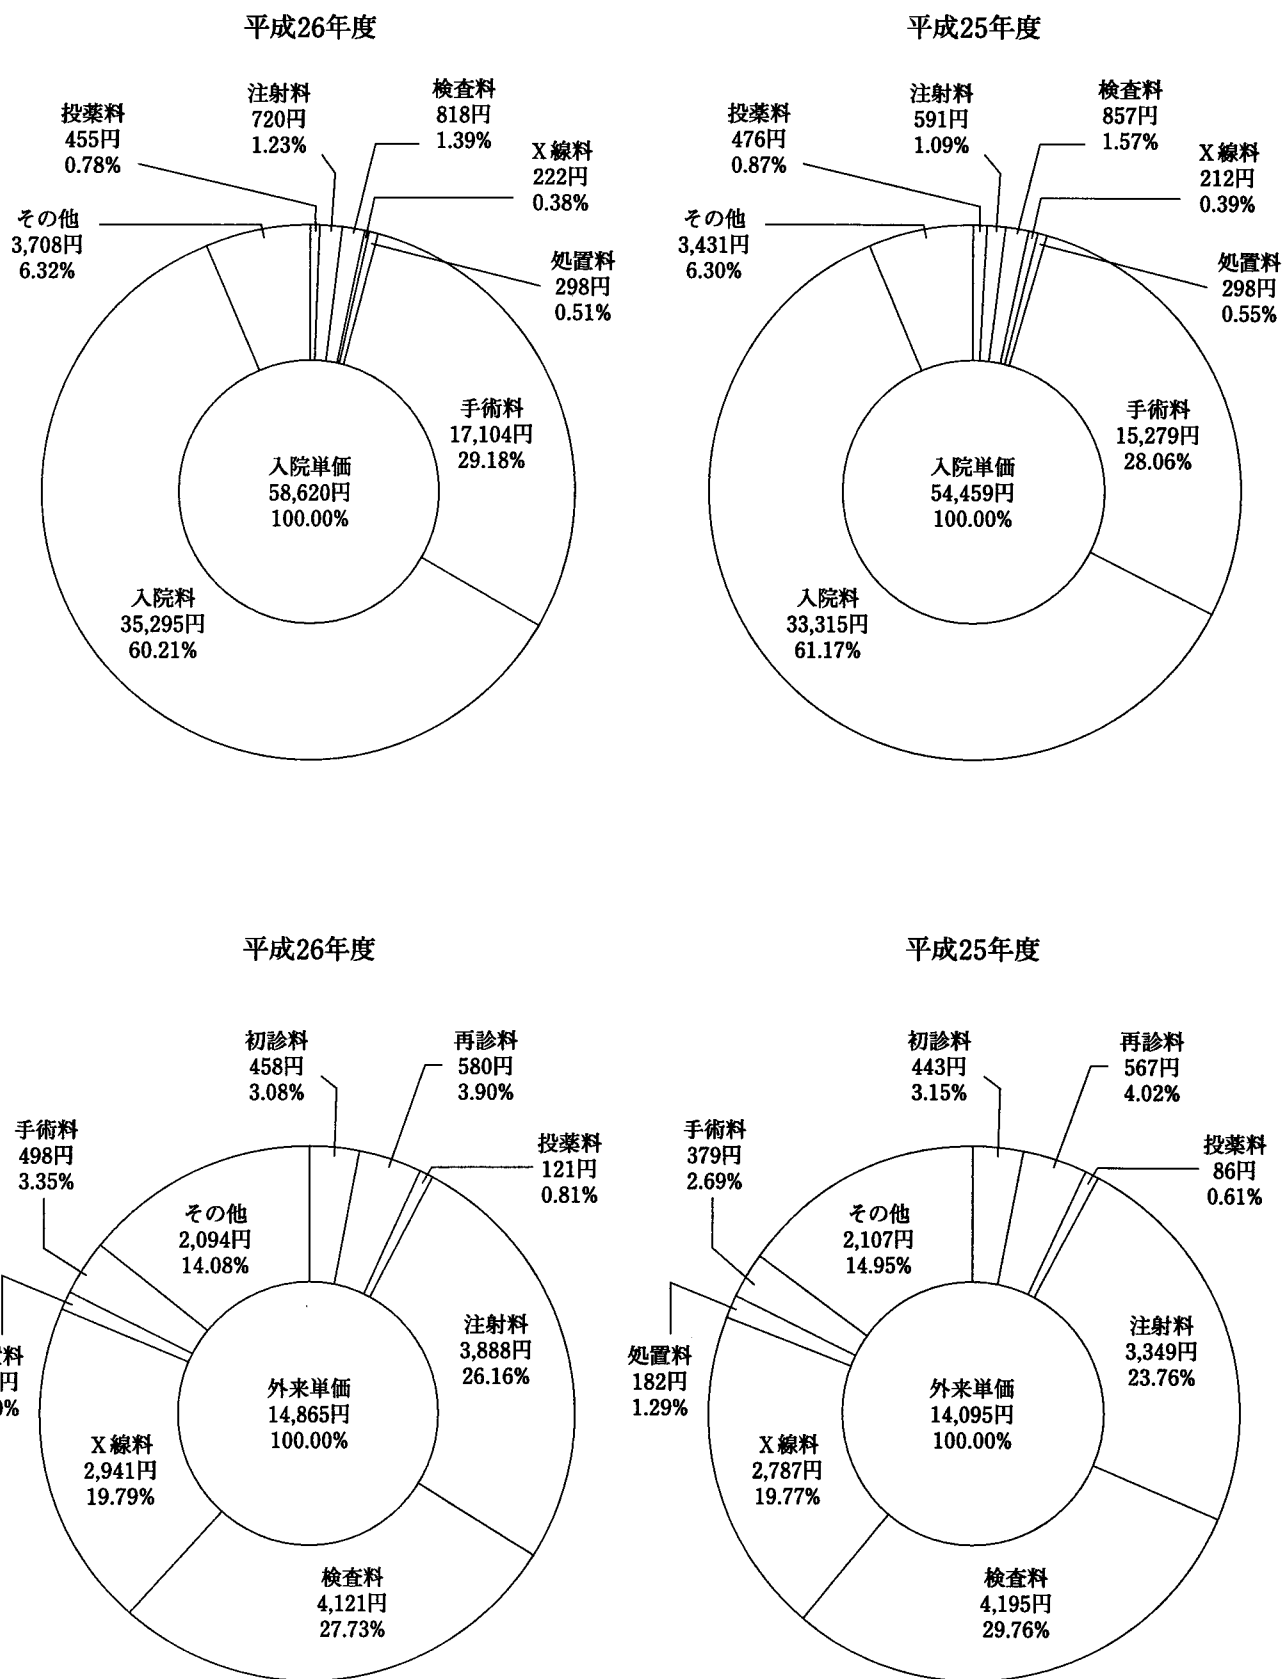 平成26年度
投薬料
455円
0.78%
注射料
720円
1.23%
検査料
818円
1.39%
X線料
222円
0.38%
処置料
298円
0.51%
その他
3,708円
6.32%
手術料
17,104円
29.18%
入院単価
58,620円
100.00%
入院料
35,295円
60.21%
平成25年度
投薬料
476円
0.87%
注射料
591円
1.09%
検査料
857円
1.57%
X線料
212円
0.39%
処置料
298円
0.55%
その他
3,431円
6.30%
手術料
15,279円
28.06%
入院単価
54,459円
100.00%
入院料
33,315円
61.17%
平成26年度
初診料
458円
3.08%
再診料
580円
3.90%
投薬料
121円
0.81%
手術料
498円
3.35%
その他
2,094円
14.08%
注射料
3,888円
26.16%
料
円
%
外来単価
14,865円
100.00%
X線料
2,941円
19.79%
検査料
4,121円
27.73%
平成25年度
初診料
443円
3.15%
再診料
567円
4.02%
投薬料
86円
0.61%
手術料
379円
2.69%
その他
2,107円
14.95%
注射料
3,349円
23.76%
処置料
182円
1.29%
外来単価
14,095円
100.00%
X線料
2,787円
19.77%
検査料
4,195円
29.76%